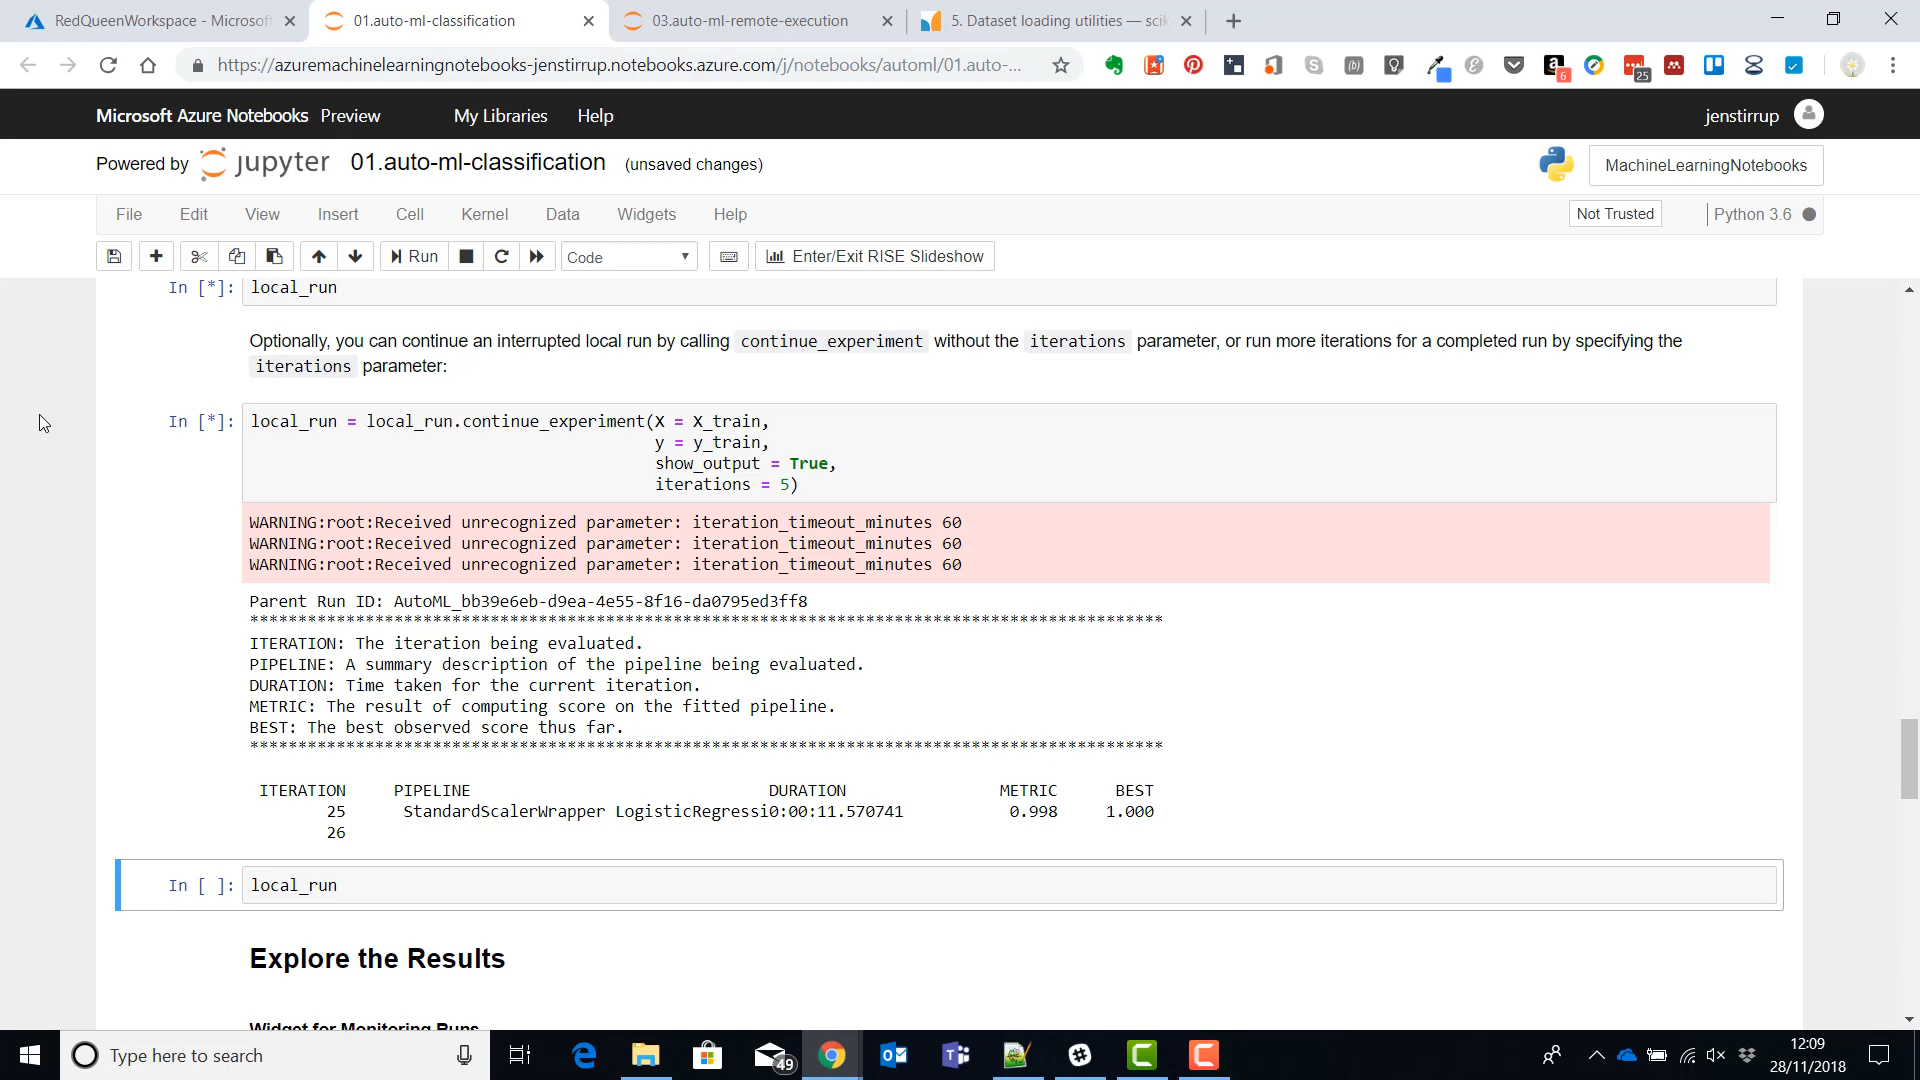 RedQueenWorkspace - Microsof
01.auto-ml-classification
03.auto-ml-remote-execution
5. Dataset loading utilities — scik
https://azuremachinelearningnotebooks-jenstirrup.notebooks.azure.com/j/notebooks/automl/01.auto-...
6
25
Microsoft Azure Notebooks Preview My Libraries Help jenstirrup
Powered by jupyter 01.auto-ml-classification (unsaved changes) MachineLearningNotebooks
File Edit View Insert Cell Kernel Data Widgets Help Not Trusted Python 3.6
Run Code Enter/Exit RISE Slideshow
In [*]: local_run
Optionally, you can continue an interrupted local run by calling continue_experiment without the iterations parameter, or run more iterations for a completed run by specifying the
iterations parameter:
In [*]: local_run = local_run.continue_experiment(X = X_train,
y = y_train,
show_output = True,
iterations = 5)
WARNING:root:Received unrecognized parameter: iteration_timeout_minutes 60
WARNING:root:Received unrecognized parameter: iteration_timeout_minutes 60
WARNING:root:Received unrecognized parameter: iteration_timeout_minutes 60
Parent Run ID: AutoML_bb39e6eb-d9ea-4e55-8f16-da0795ed3ff8
***********************************************************************************************
ITERATION: The iteration being evaluated.
PIPELINE: A summary description of the pipeline being evaluated.
DURATION: Time taken for the current iteration.
METRIC: The result of computing score on the fitted pipeline.
BEST: The best observed score thus far.
***********************************************************************************************
ITERATION PIPELINE DURATION METRIC BEST
25 StandardScalerWrapper LogisticRegressi0:00:11.570741 0.998 1.000
26
In [ ]: local_run
Explore the Results
Widget for Monitoring Runs
Type here to search
49
12:09
28/11/2018